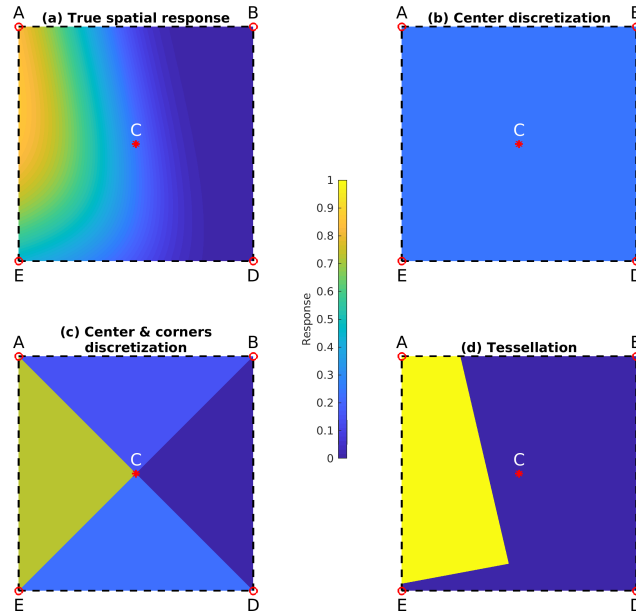 A
B
(a) True spatial response
C
E
D
A
B
(b) Center discretization
C
E
D
1
0.9
0.8
0.7
0.6
0.5
0.4
0.3
0.2
0.1
0
Response
A
B
(c) Center & corners
discretization
C
E
D
A
B
(d) Tessellation
C
E
D